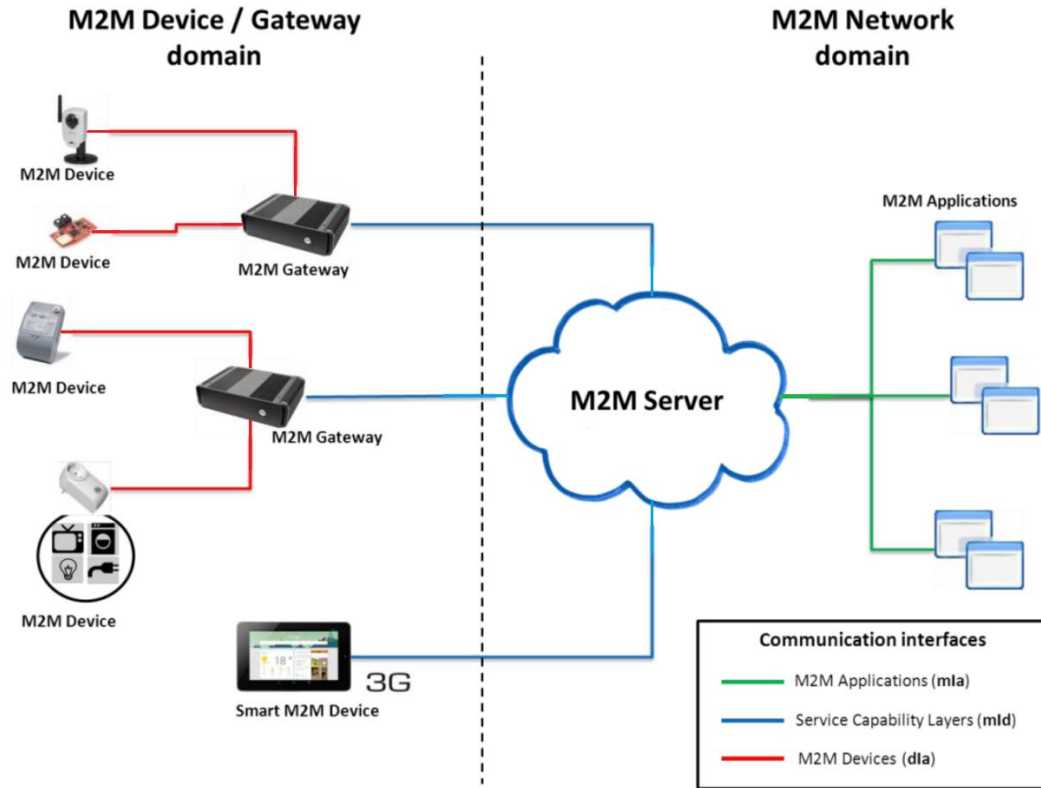 M2M Device / Gateway
domain
M2M Network
domain
M2M Device
M2M Device
M2M Gateway
M2M Device
M2M Gateway
M2M Device
18°
3G
Smart M2M Device
M2M Server
M2M Applications
Communication interfaces
M2M Applications (mIa)
Service Capability Layers (mId)
M2M Devices (dIa)